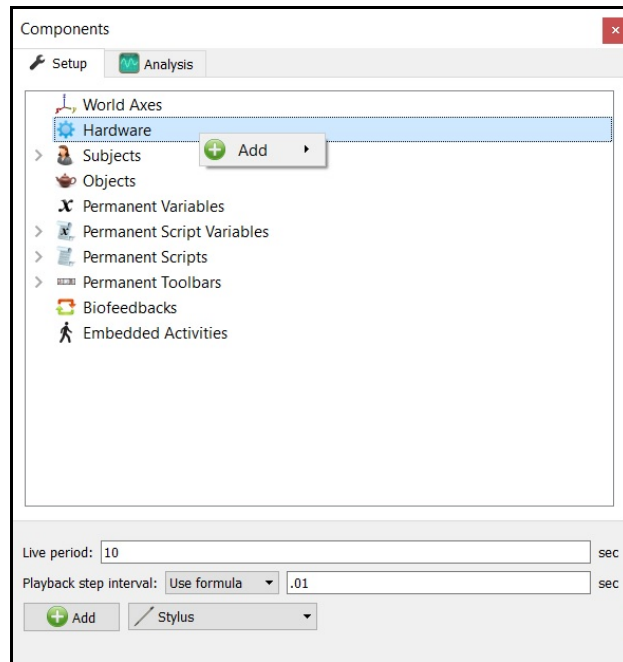 Components
Setup Analysis
World Axes
Hardware
Add
Subjects
Objects
Permanent Variables
Permanent Script Variables
Permanent Scripts
Permanent Toolbars
Biofeedbacks
Embedded Activities
Live period: 10 sec
Playback step interval: Use formula .01 sec
Add Stylus